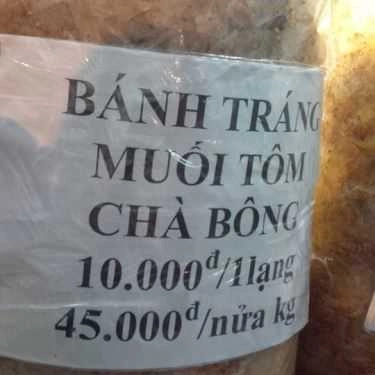 BÁNH TRÁNG
MUỐI TÔM
CHÀ BÔNG
10.000đ/1lạng
45.000đ/nửa kg